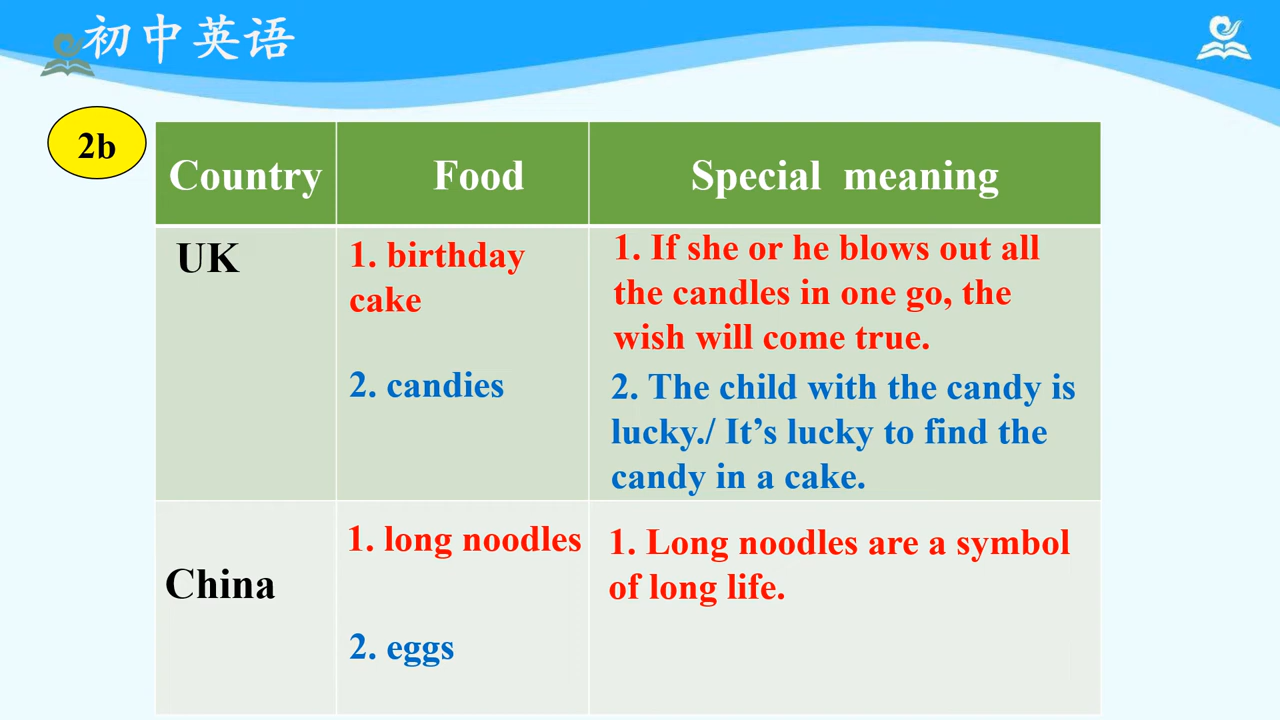 初中英语
2b
Country Food Special meaning
UK
1. birthday
cake
2. candies
1. If she or he blows out all
the candles in one go, the
wish will come true.
2. The child with the candy is
lucky./ It’s lucky to find the
candy in a cake.
China
1. long noodles
2. eggs
1. Long noodles are a symbol
of long life.